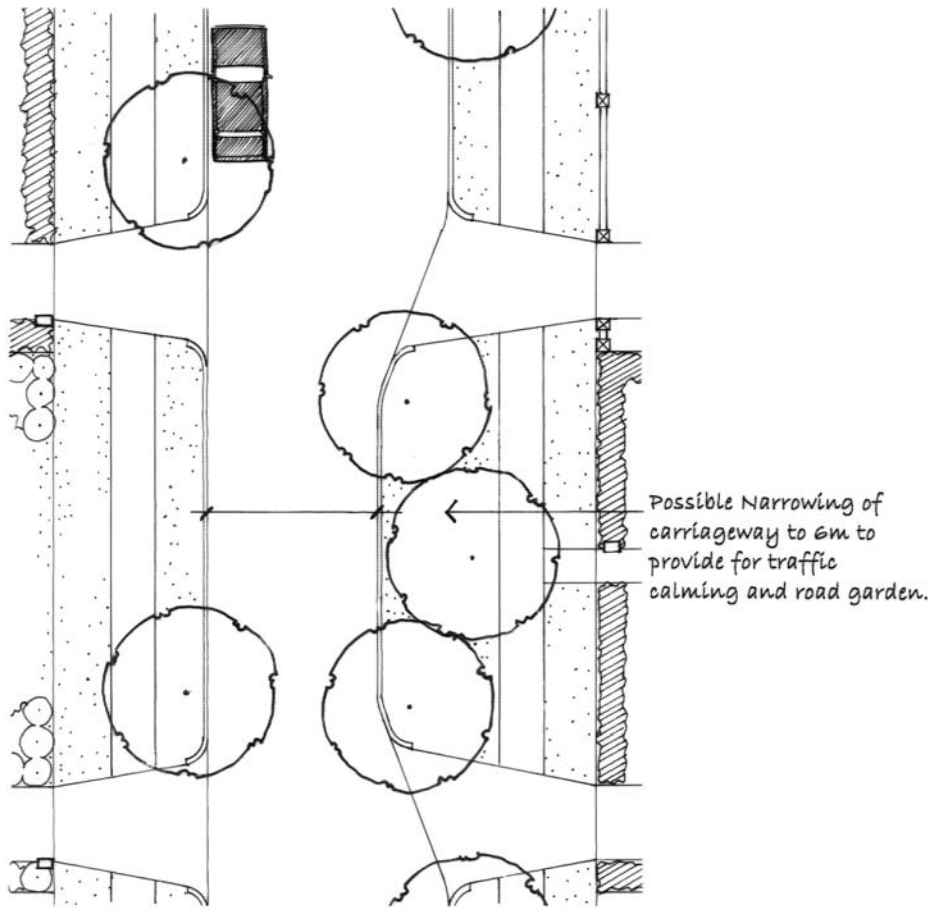 Possible Narrowing of
carriageway to 6m to
provide for traffic
calming and road garden.